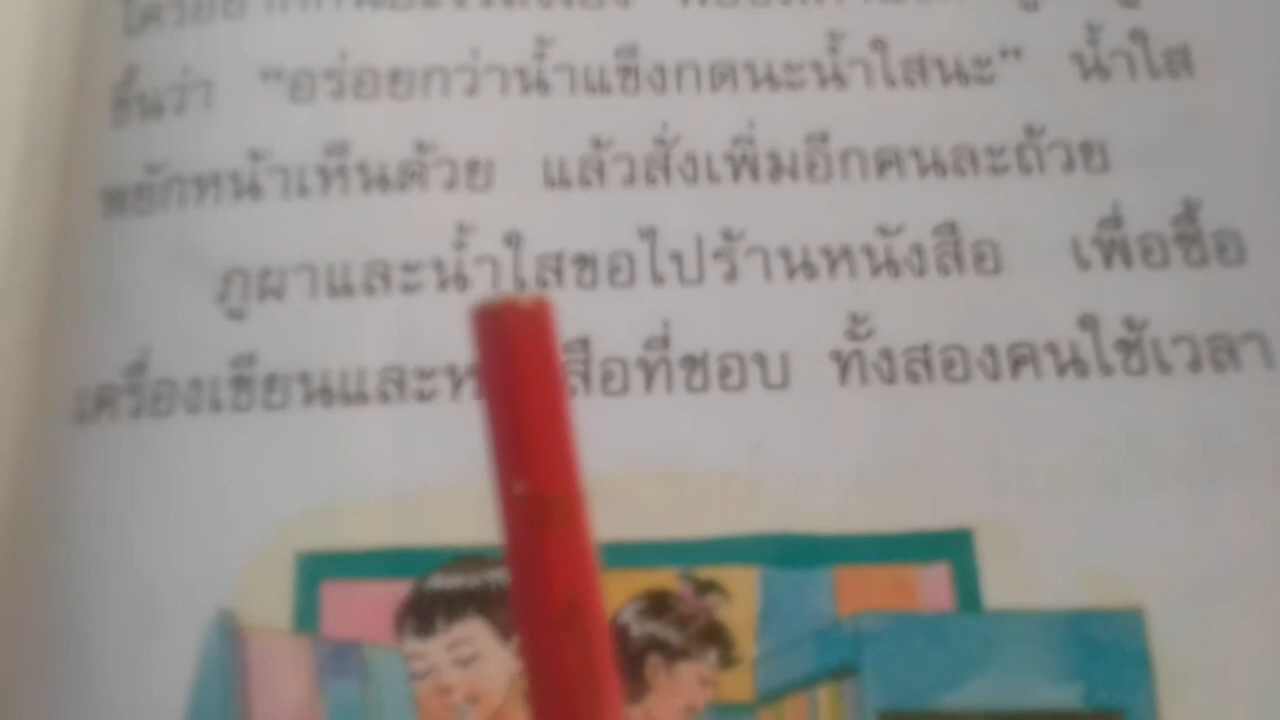 ขึ้นว่า "อร่อยกว่าน้ำแข็งกดนะน้ำใสนะ" น้ำใส
พยักหน้าเห็นด้วย แล้วสั่งเพิ่มอีกคนละถ้วย
ภูผาและน้ำใสขอไปร้านหนังสือ เพื่อซื้อ
เครื่องเขียนและห สือที่ชอบ ทั้งสองคนใช้เวลา